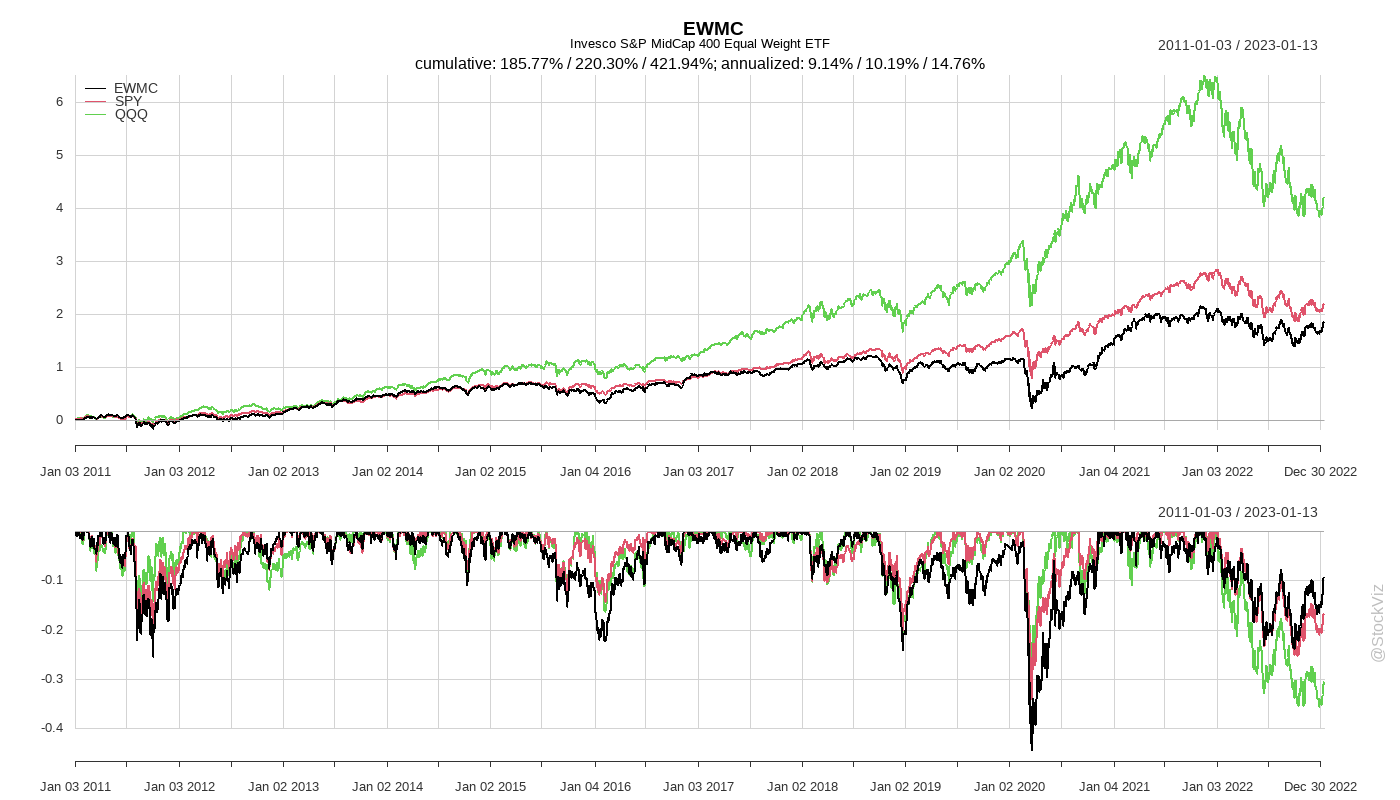 EWMC
Invesco S&P MidCap 400 Equal Weight ETF
2011-01-03 / 2023-01-13
cumulative: 185.77% / 220.30% / 421.94%; annualized: 9.14% / 10.19% / 14.76%
EWMC
SPY
QQQ
6
5
4
3
2
1
0
Jan 03 2011 Jan 03 2012 Jan 02 2013 Jan 02 2014 Jan 02 2015 Jan 04 2016 Jan 03 2017 Jan 02 2018 Jan 02 2019 Jan 02 2020 Jan 04 2021 Jan 03 2022 Dec 30 2022
2011-01-03 / 2023-01-13
-0.1
-0.2
-0.3
-0.4
Jan 03 2011 Jan 03 2012 Jan 02 2013 Jan 02 2014 Jan 02 2015 Jan 04 2016 Jan 03 2017 Jan 02 2018 Jan 02 2019 Jan 02 2020 Jan 04 2021 Jan 03 2022 Dec 30 2022
@StockViz